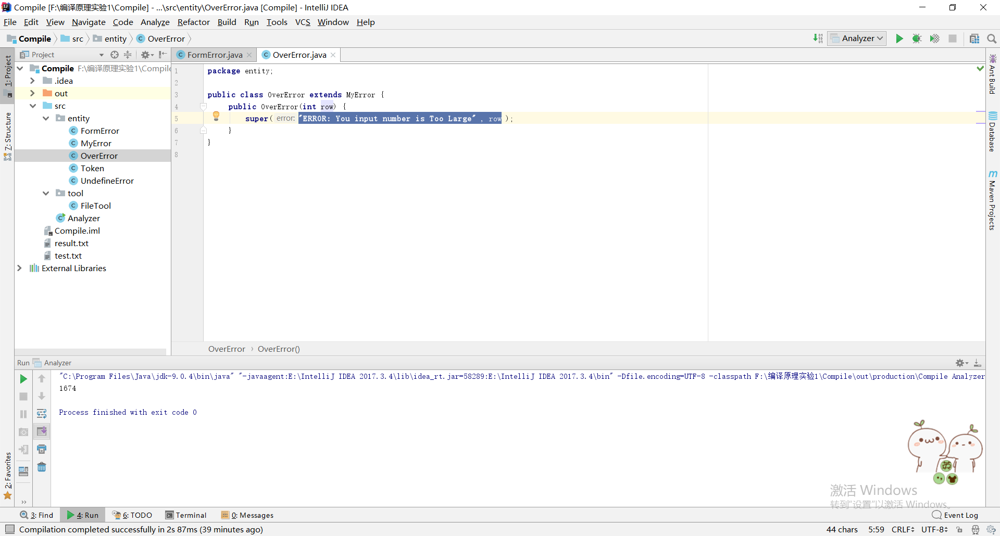 Compile [F:\编译原理实验1\Compile] - ...\src\entity\OverError.java [Compile] - IntelliJ IDEA
File Edit View Navigate Code Analyze Refactor Build Run Tools VCS Window Help
Compile src entity OverError Analyzer
Project
FormError.java OverError.java
Compile F:\编译原理实验1\Compile
.idea
out
src
entity
FormError
MyError
OverError
Token
UndefineError
tool
FileTool
Analyzer
Compile.iml
result.txt
test.txt
External Libraries
1: Project
7: Structure
2: Favorites
1 package entity;
2
3 public class OverError extends MyError {
4 public OverError(int row) {
5 super( error: "ERROR: You input number is Too Large" , row );
6 }
7 }
8
OverError › OverError()
Ant Build
Database
Maven Projects
Run Analyzer
"C:\Program Files\Java\jdk-9.0.4\bin\java" "-javaagent:E:\IntelliJ IDEA 2017.3.4\lib\idea_rt.jar=58289:E:\IntelliJ IDEA 2017.3.4\bin" -Dfile.encoding=UTF-8 -classpath F:\编译原理实验1\Compile\out\production\Compile Analyzer
1674
Process finished with exit code 0
英
激活 Windows
转到"设置"以激活 Windows。
3: Find 4: Run 6: TODO Terminal 0: Messages Event Log
Compilation completed successfully in 2s 87ms (39 minutes ago) 44 chars 5:59 CRLF UTF-8